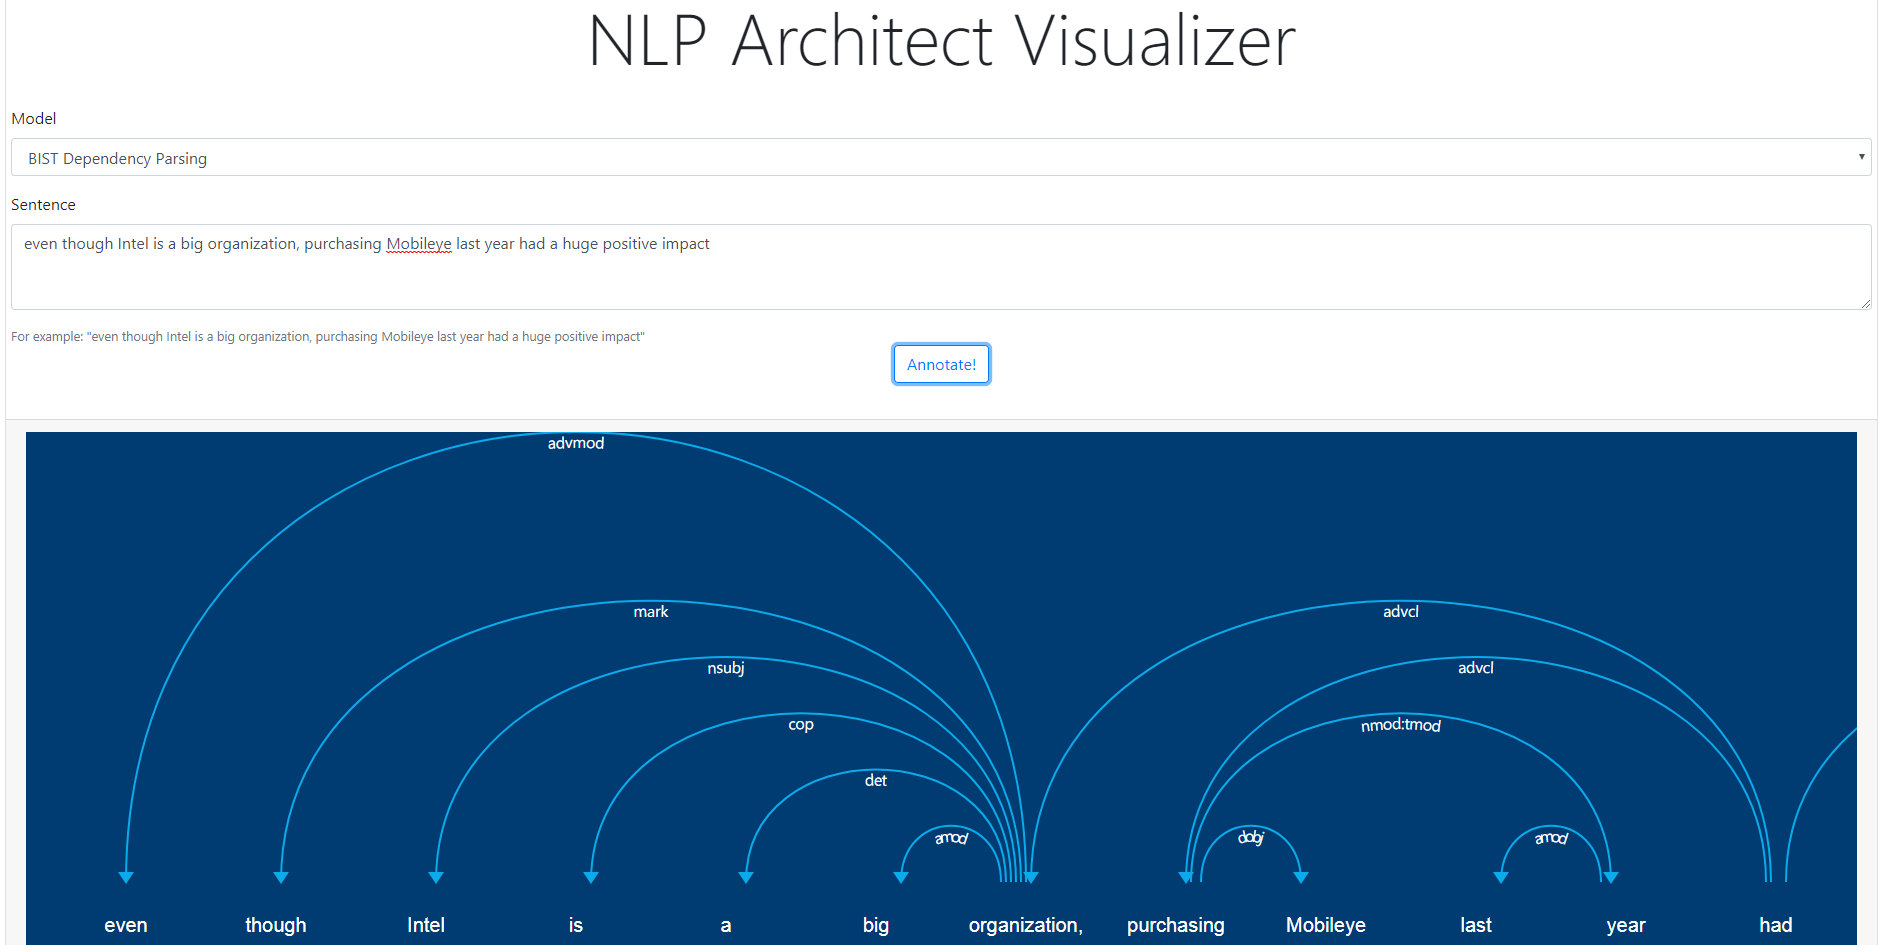 NLP Architect Visualizer
Model
BIST Dependency Parsing
Sentence
even though Intel is a big organization, purchasing Mobileye last year had a huge positive impact
For example: "even though Intel is a big organization, purchasing Mobileye last year had a huge positive impact"
Annotate!
advmod
mark advcl
nsubj advcl
cop nmod:tmod
det
amod dobj amod
even though Intel is a big organization, purchasing Mobileye last year had